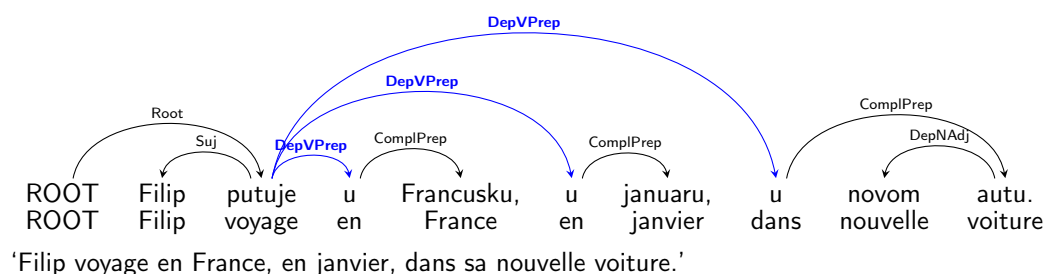 DepVPrep
DepVPrep
Root ComplPrep
Suj DepVPrep ComplPrep ComplPrep DepNAdj
ROOT Filip putuje u Francusku, u januaru, u novom autu.
ROOT Filip voyage en France en janvier dans nouvelle voiture
‘Filip voyage en France, en janvier, dans sa nouvelle voiture.’